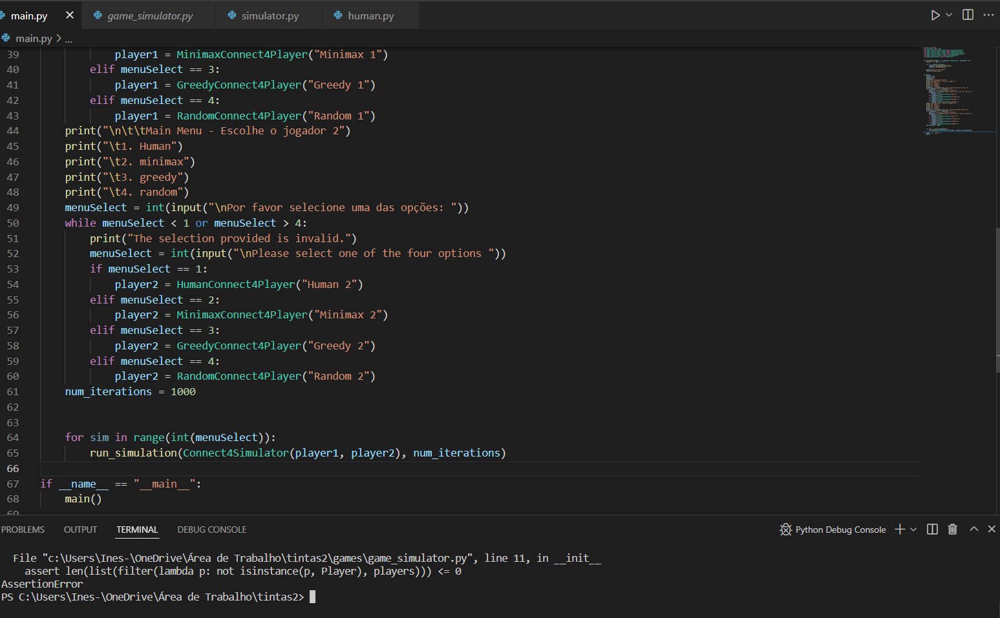 main.py × game_simulator.py simulator.py human.py
main.py > ...
39 player1 = MinimaxConnect4Player("Minimax 1")
40 elif menuSelect == 3:
41 player1 = GreedyConnect4Player("Greedy 1")
42 elif menuSelect == 4:
43 player1 = RandomConnect4Player("Random 1")
44 print("\n\t\tMain Menu - Escolhe o jogador 2")
45 print("\t1. Human")
46 print("\t2. minimax")
47 print("\t3. greedy")
48 print("\t4. random")
49 menuSelect = int(input("\nPor favor selecione uma das opções: "))
50 while menuSelect < 1 or menuSelect > 4:
51 print("The selection provided is invalid.")
52 menuSelect = int(input("\nPlease select one of the four options "))
53 if menuSelect == 1:
54 player2 = HumanConnect4Player("Human 2")
55 elif menuSelect == 2:
56 player2 = MinimaxConnect4Player("Minimax 2")
57 elif menuSelect == 3:
58 player2 = GreedyConnect4Player("Greedy 2")
59 elif menuSelect == 4:
60 player2 = RandomConnect4Player("Random 2")
61 num_iterations = 1000
62
63
64 for sim in range(int(menuSelect)):
65 run_simulation(Connect4Simulator(player1, player2), num_iterations)
66
67 if __name__ == "__main__":
68 main()
69
PROBLEMS OUTPUT TERMINAL DEBUG CONSOLE Python Debug Console
File "c:\Users\Ines-\OneDrive\Área de Trabalho\tintas2\games\game_simulator.py", line 11, in __init__
assert len(list(filter(lambda p: not isinstance(p, Player), players))) <= 0
AssertionError
PS C:\Users\Ines-\OneDrive\Área de Trabalho\tintas2>